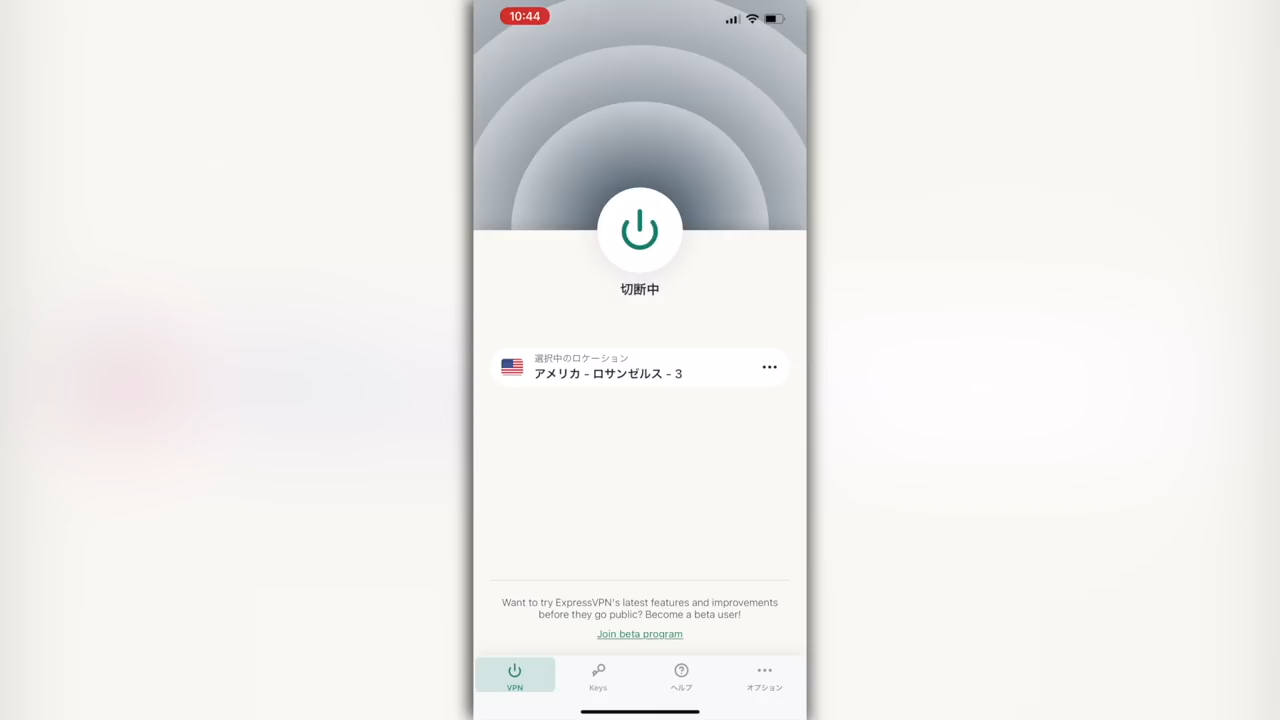 10:44
切断中
選択中のロケーション
アメリカ - ロサンゼルス - 3
Want to try ExpressVPN's latest features and improvements
before they go public? Become a beta user!
Join beta program
VPN
Keys
ヘルプ
オプション